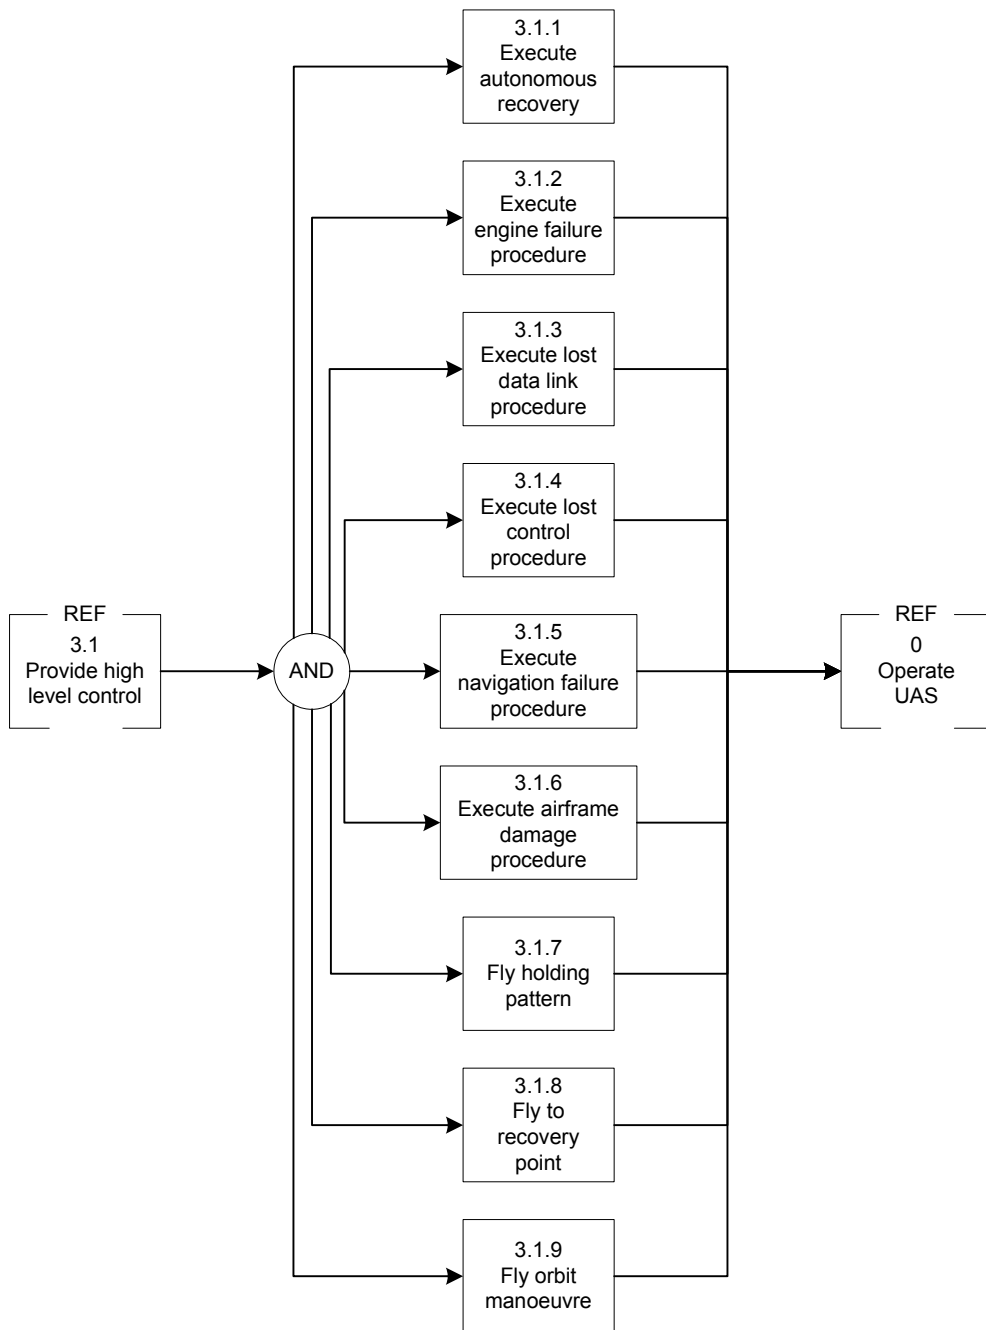 3.1.1
Execute
autonomous
recovery
3.1.2
Execute
engine failure
procedure
3.1.3
Execute lost
data link
procedure
3.1.4
Execute lost
control
procedure
REF
3.1
Provide high
level control
AND
3.1.5
Execute
navigation failure
procedure
REF
0
Operate
UAS
3.1.6
Execute airframe
damage
procedure
3.1.7
Fly holding
pattern
3.1.8
Fly to
recovery
point
3.1.9
Fly orbit
manoeuvre